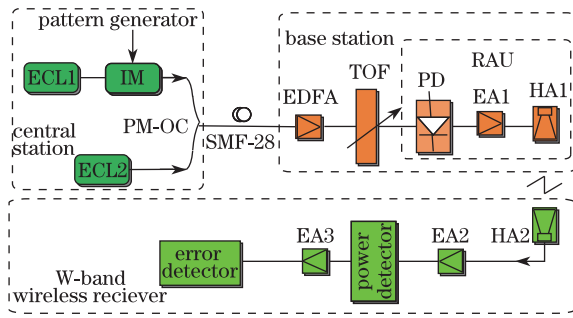 pattern generator
ECL1
IM
PM-OC
central
station
ECL2
SMF-28
base station
EDFA
TOF
RAU
PD
EA1
HA1
HA2
EA2
power
detector
EA3
error
detector
W-band
wireless reciever